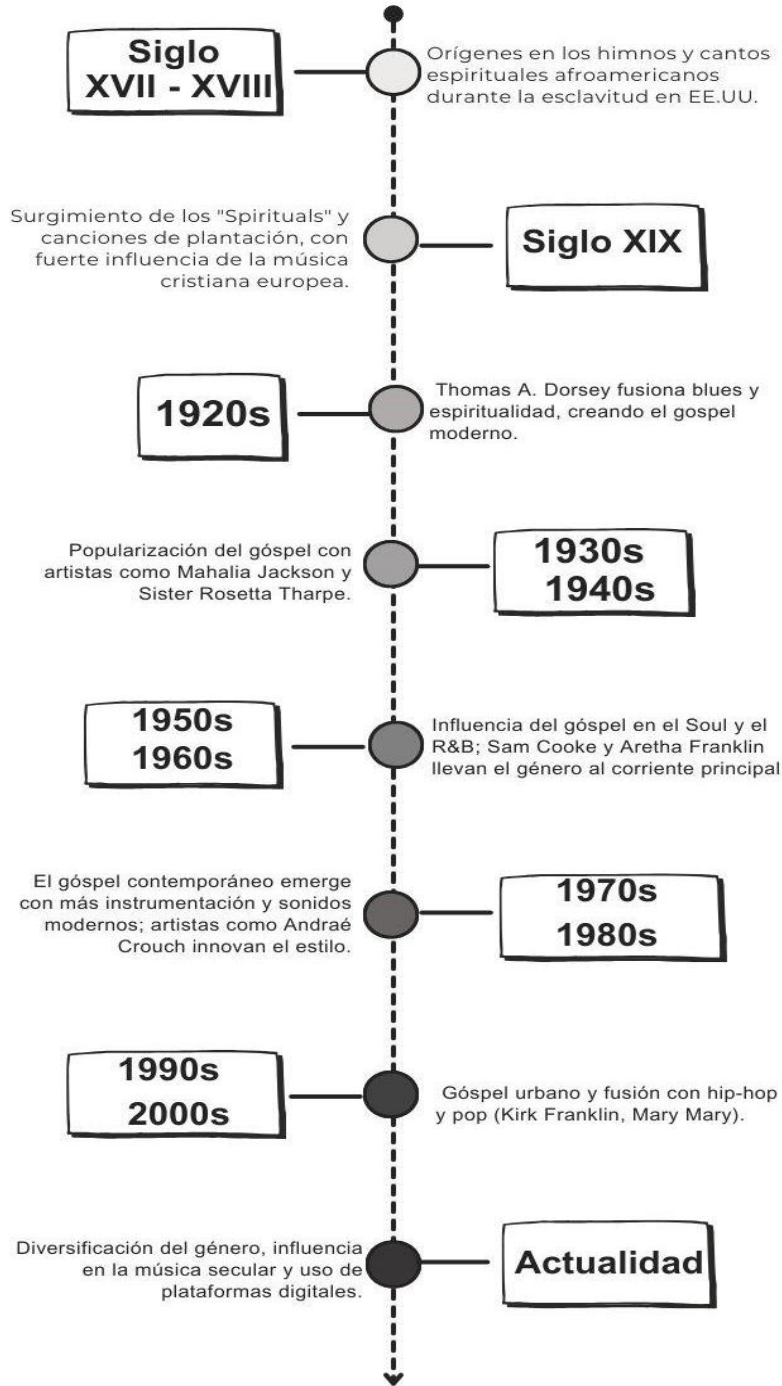 Siglo
XVII - XVIII
Orígenes en los himnos y cantos
espirituales afroamericanos
durante la esclavitud en EE.UU.
Surgimiento de los "Spirituals" y
canciones de plantación, con
fuerte influencia de la música
cristiana europea.
Siglo XIX
1920s
Thomas A. Dorsey fusiona blues y
espiritualidad, creando el gospel
moderno.
Popularización del góspel con
artistas como Mahalia Jackson y
Sister Rosetta Tharpe.
1930s
1940s
1950s
1960s
Influencia del góspel en el Soul y el
R&B; Sam Cooke y Aretha Franklin
llevan el género al corriente principal
El góspel contemporáneo emerge
con más instrumentación y sonidos
modernos; artistas como Andraé
Crouch innovan el estilo.
1970s
1980s
1990s
2000s
Góspel urbano y fusión con hip-hop
y pop (Kirk Franklin, Mary Mary).
Diversificación del género, influencia
en la música secular y uso de
plataformas digitales.
Actualidad